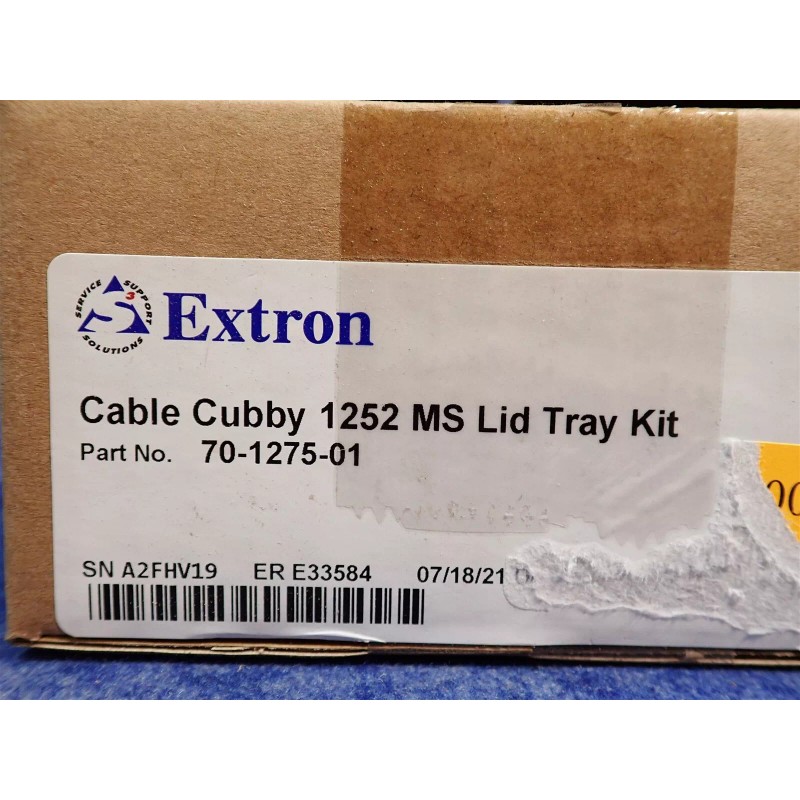 SERVICE SUPPORT SOLUTIONS
S3
Extron
Cable Cubby 1252 MS Lid Tray Kit
Part No. 70-1275-01
SN A2FHV19 ER E33584 07/18/21